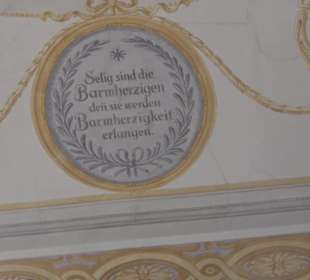 Selig sind die
Barmherzigen
den sie werden
Barmherzigkeit
erlangen.